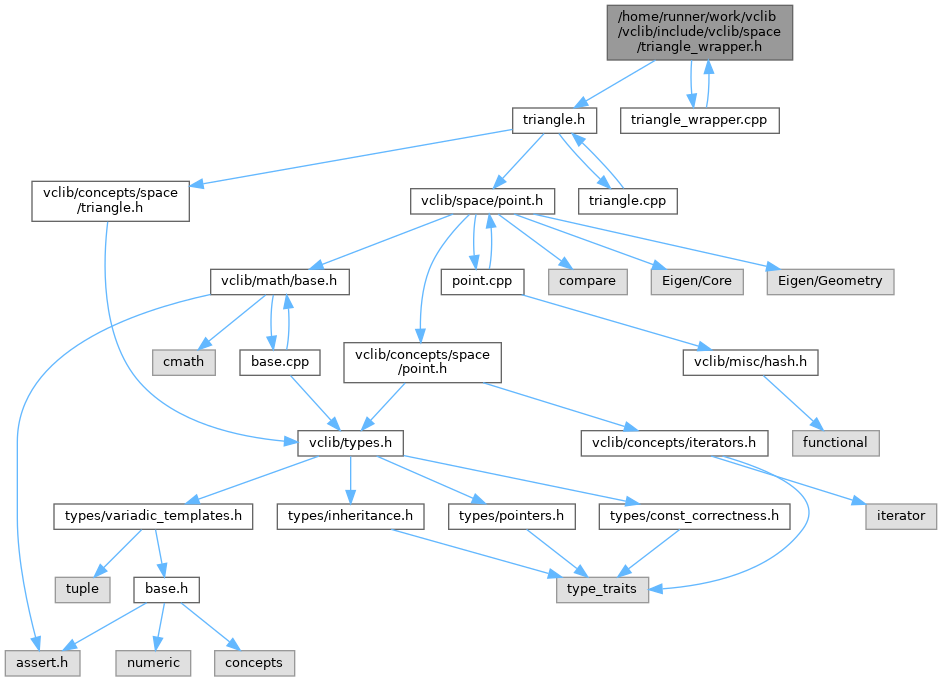 /home/runner/work/vclib
/vclib/include/vclib/space
/triangle_wrapper.h
triangle.h
triangle_wrapper.cpp
vclib/concepts/space
/triangle.h
vclib/space/point.h
triangle.cpp
vclib/math/base.h
point.cpp
compare
Eigen/Core
Eigen/Geometry
cmath
base.cpp
vclib/concepts/space
/point.h
vclib/misc/hash.h
vclib/types.h
vclib/concepts/iterators.h
functional
types/variadic_templates.h
types/inheritance.h
types/pointers.h
types/const_correctness.h
iterator
tuple
base.h
type_traits
assert.h
numeric
concepts